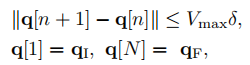 ‖q[n + 1] − q[n]‖ ≤ V_max δ,
q[1] = q_I, q[N] = q_F,